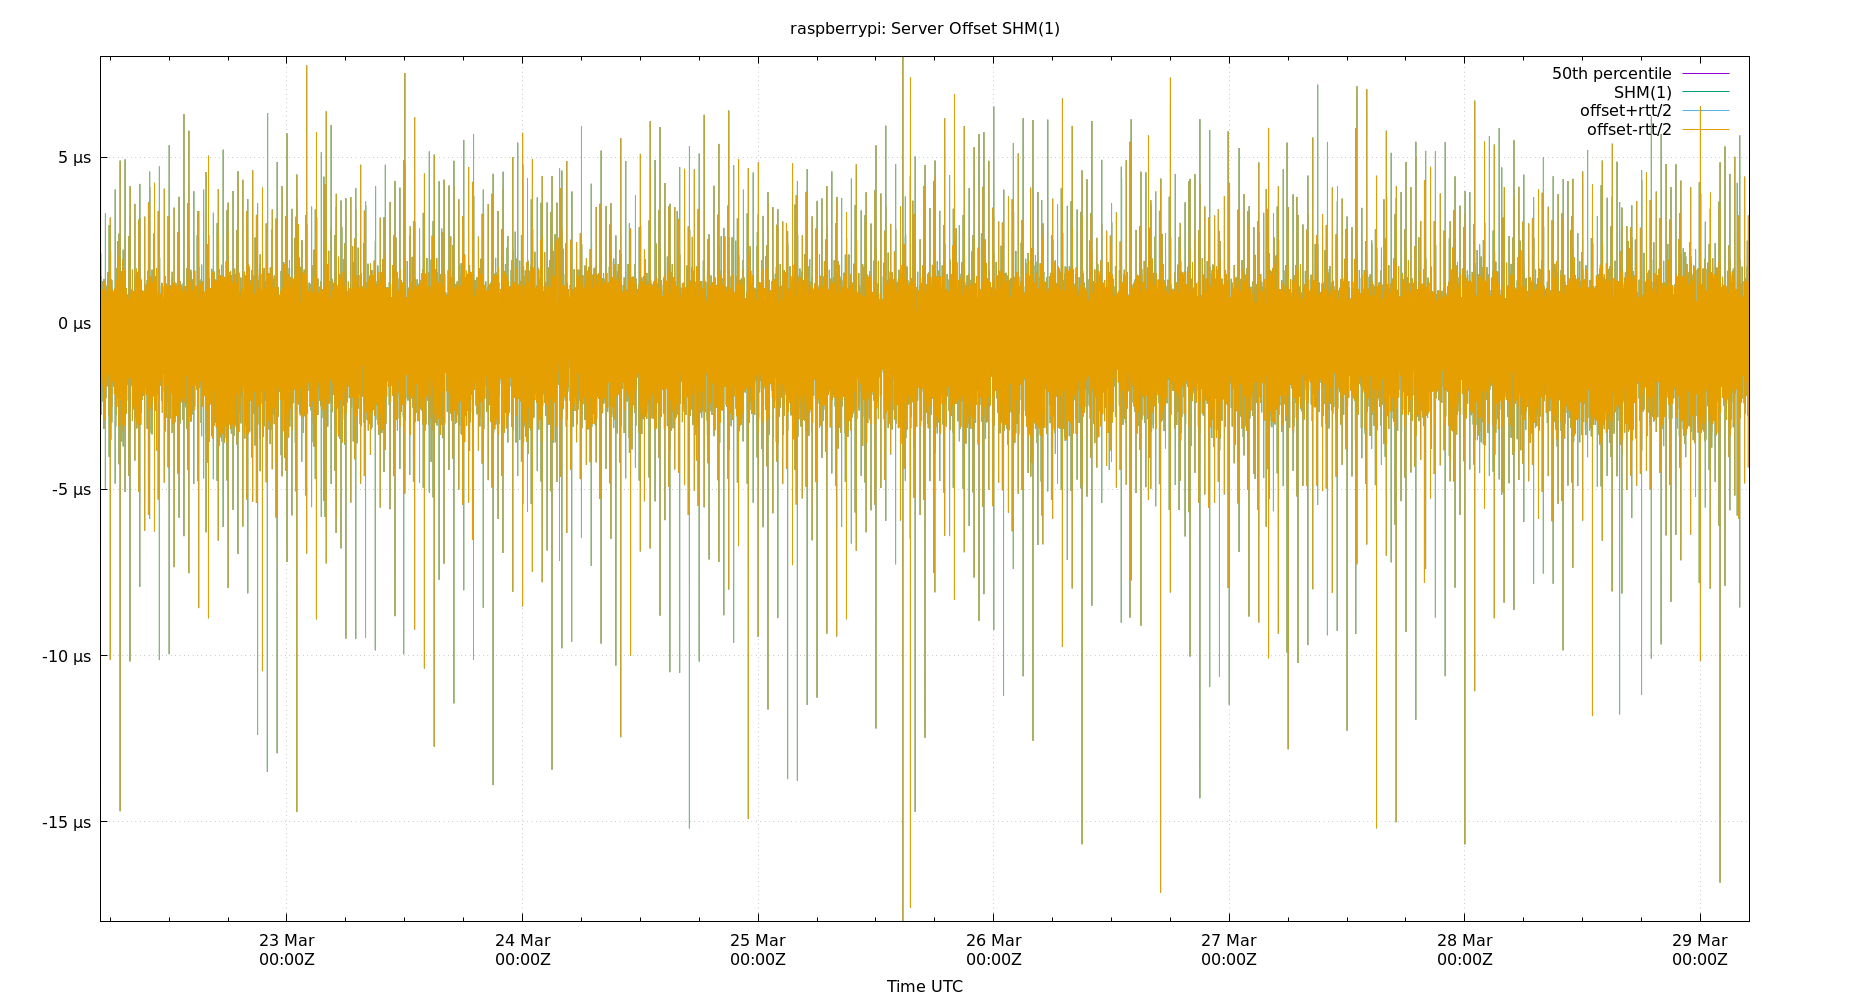 raspberrypi: Server Offset SHM(1)
50th percentile
SHM(1)
offset+rtt/2
offset-rtt/2
5 µs
0 µs
-5 µs
-10 µs
-15 µs
23 Mar 24 Mar 25 Mar 26 Mar 27 Mar 28 Mar 29 Mar
00:00Z 00:00Z 00:00Z 00:00Z 00:00Z 00:00Z 00:00Z
Time UTC